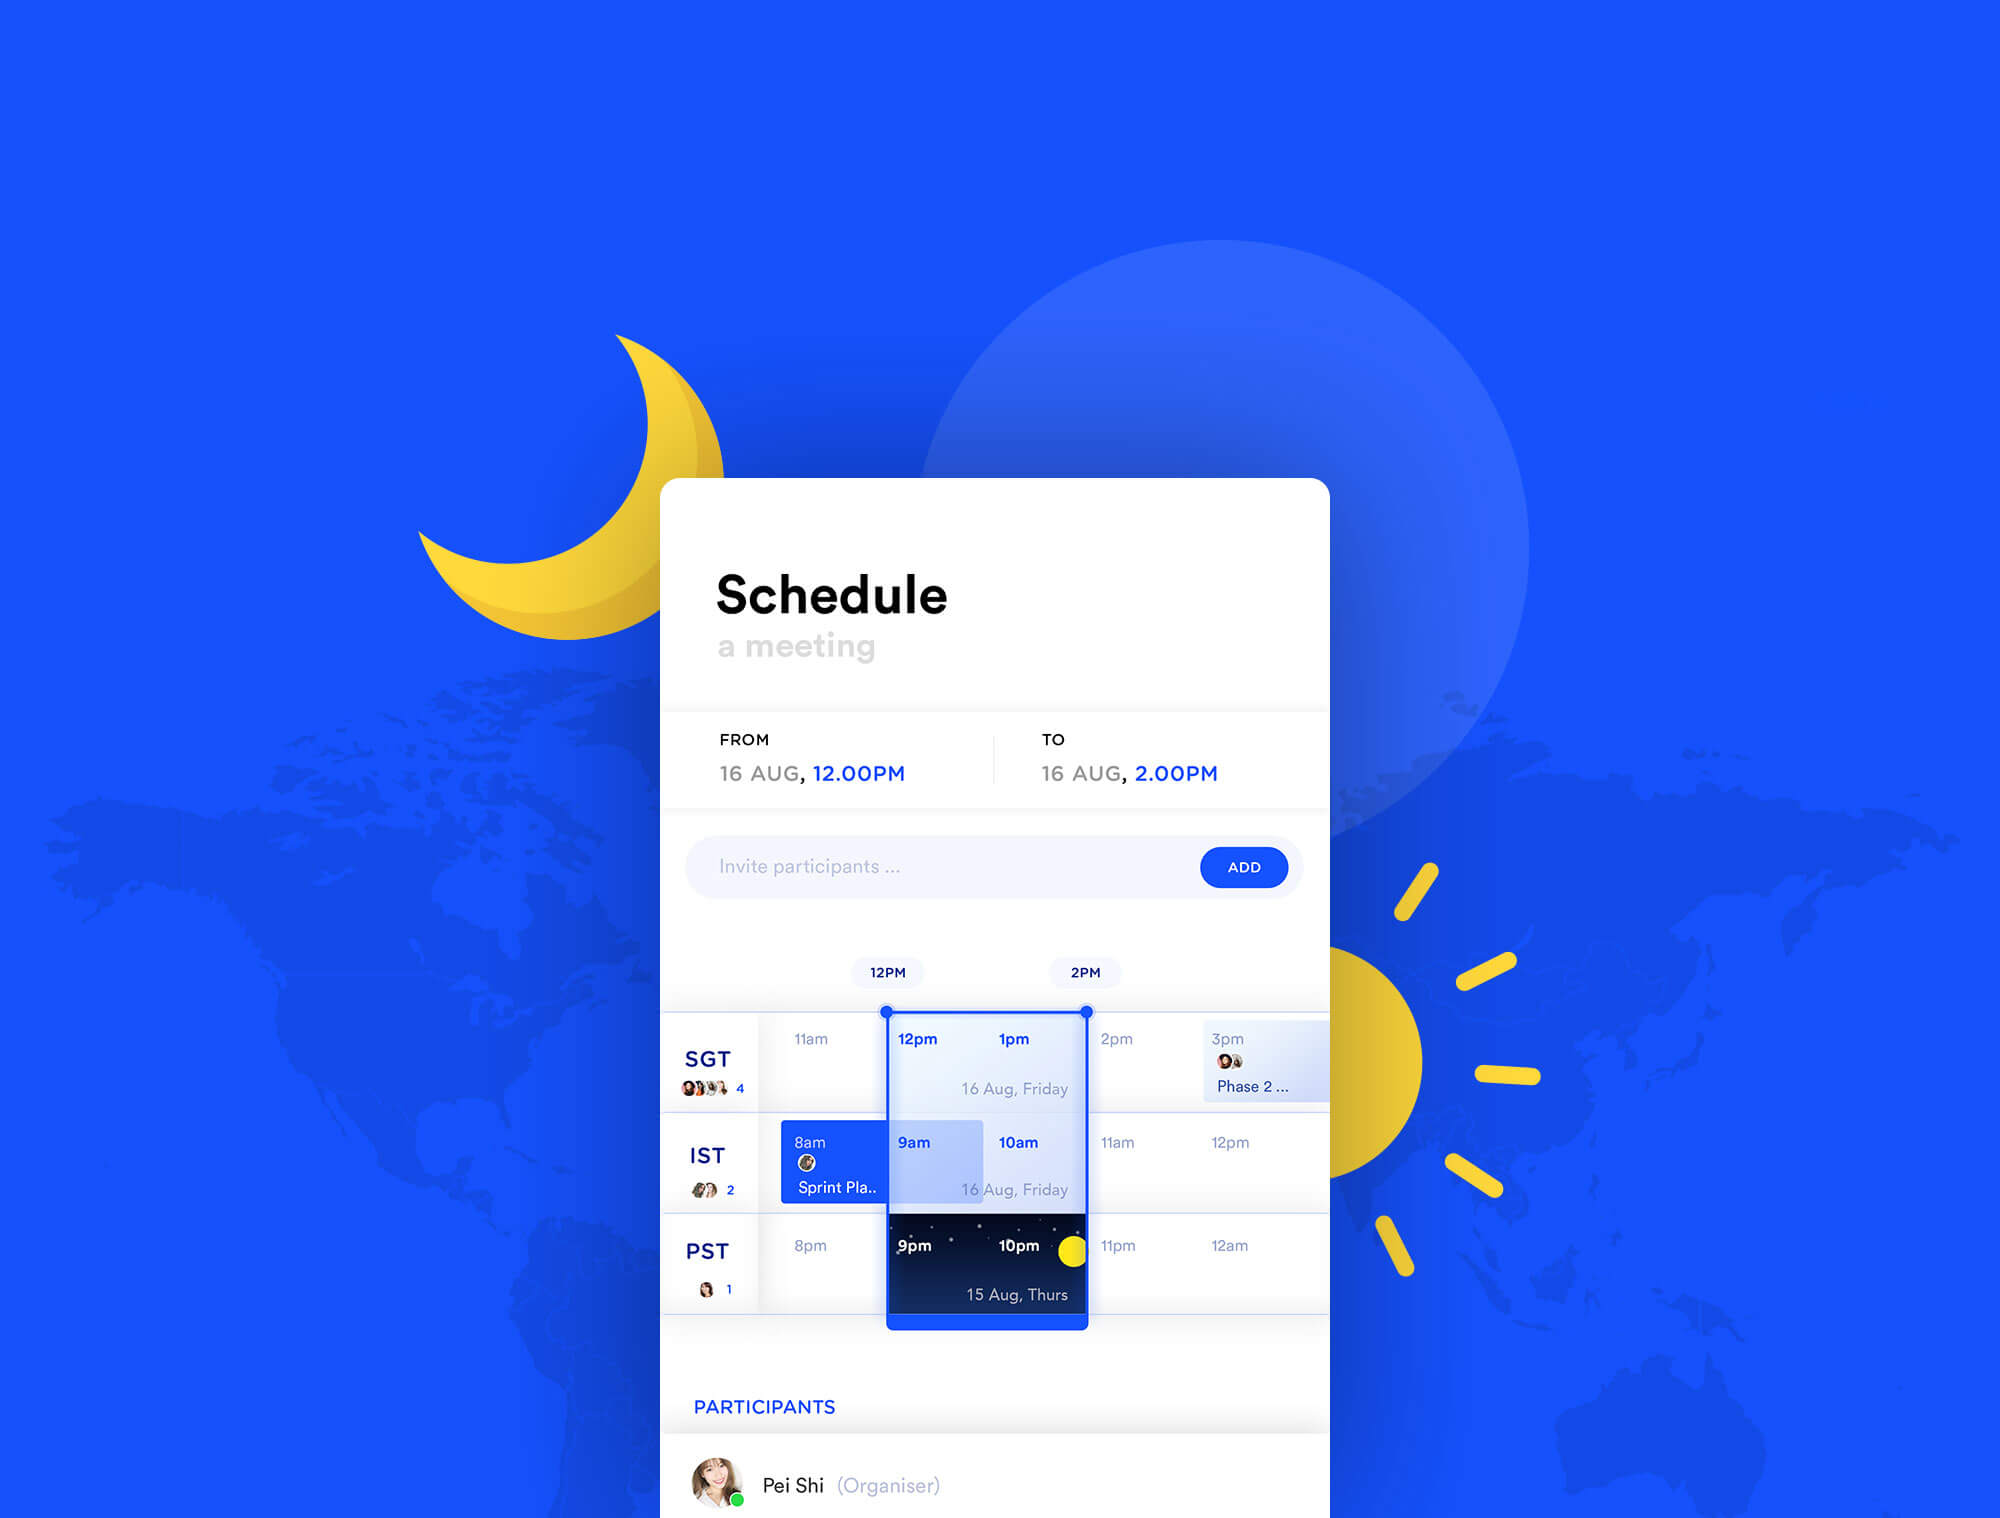 Schedule
a meeting
FROM
16 AUG, 12.00PM
TO
16 AUG, 2.00PM
Invite participants ...
ADD
12PM 2PM
SGT
4
11am 12pm 1pm 2pm 3pm
16 Aug, Friday
Phase 2 ...
IST
2
8am 9am 10am 11am 12pm
Sprint Pla..
16 Aug, Friday
PST
1
8pm 9pm 10pm 11pm 12am
15 Aug, Thurs
PARTICIPANTS
Pei Shi (Organiser)